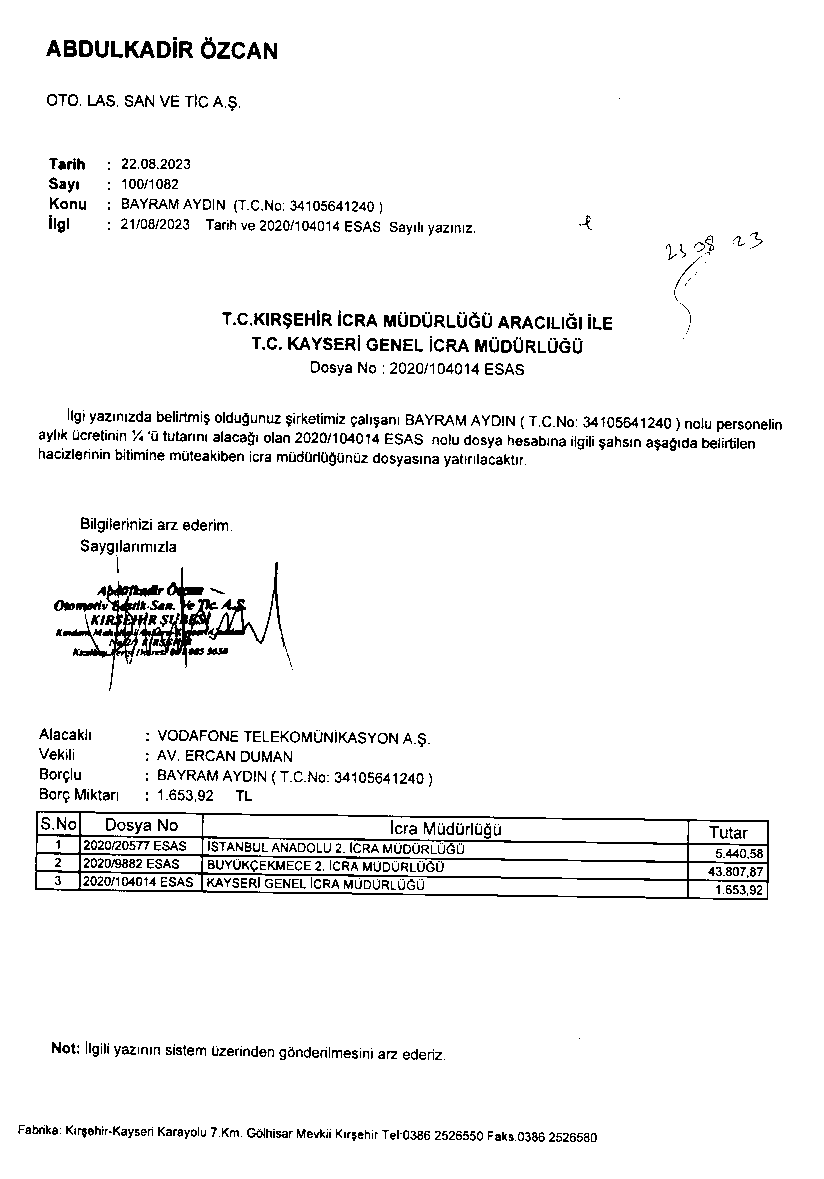 ABDULKADİR ÖZCAN
OTO. LAS. SAN VE TİC A.Ş.
Tarih : 22.08.2023
Sayı : 100/1082
Konu : BAYRAM AYDIN (T.C.No: 34105641240 )
İlgi : 21/08/2023 Tarih ve 2020/104014 ESAS Sayılı yazınız.
23 08 23
T.C.KIRŞEHİR İCRA MÜDÜRLÜĞÜ ARACILIĞI İLE
T.C. KAYSERİ GENEL İCRA MÜDÜRLÜĞÜ
Dosya No : 2020/104014 ESAS
İlgi yazınızda belirtmiş olduğunuz şirketimiz çalışanı BAYRAM AYDIN ( T.C.No: 34105641240 ) nolu personelin
aylık ücretinin ¼ 'ü tutarını alacağı olan 2020/104014 ESAS nolu dosya hesabına ilgili şahsın aşağıda belirtilen
hacizlerinin bitimine müteakiben icra müdürlüğünüz dosyasına yatırılacaktır.
Bilgilerinizi arz ederim.
Saygılarımızla
Abdulkadir Özcan
Otomotiv Lastik San. Ve Tic. A.Ş.
KIRŞEHİR ŞUBESİ
KIRŞEHİR
Alacaklı : VODAFONE TELEKOMÜNİKASYON A.Ş.
Vekili : AV. ERCAN DUMAN
Borçlu : BAYRAM AYDIN ( T.C.No: 34105641240 )
Borç Miktarı : 1.653,92 TL
S.No Dosya No İcra Müdürlüğü Tutar
1 2020/20577 ESAS İSTANBUL ANADOLU 2. İCRA MÜDÜRLÜĞÜ 5.440,58
2 2020/9882 ESAS BÜYÜKÇEKMECE 2. İCRA MÜDÜRLÜĞÜ 43.807,87
3 2020/104014 ESAS KAYSERİ GENEL İCRA MÜDÜRLÜĞÜ 1.653,92
Not: İlgili yazının sistem üzerinden gönderilmesini arz ederiz.
Fabrika: Kırşehir-Kayseri Karayolu 7.Km. Gölhisar Mevkii Kırşehir Tel:0386 2526550 Faks.0386 2526580